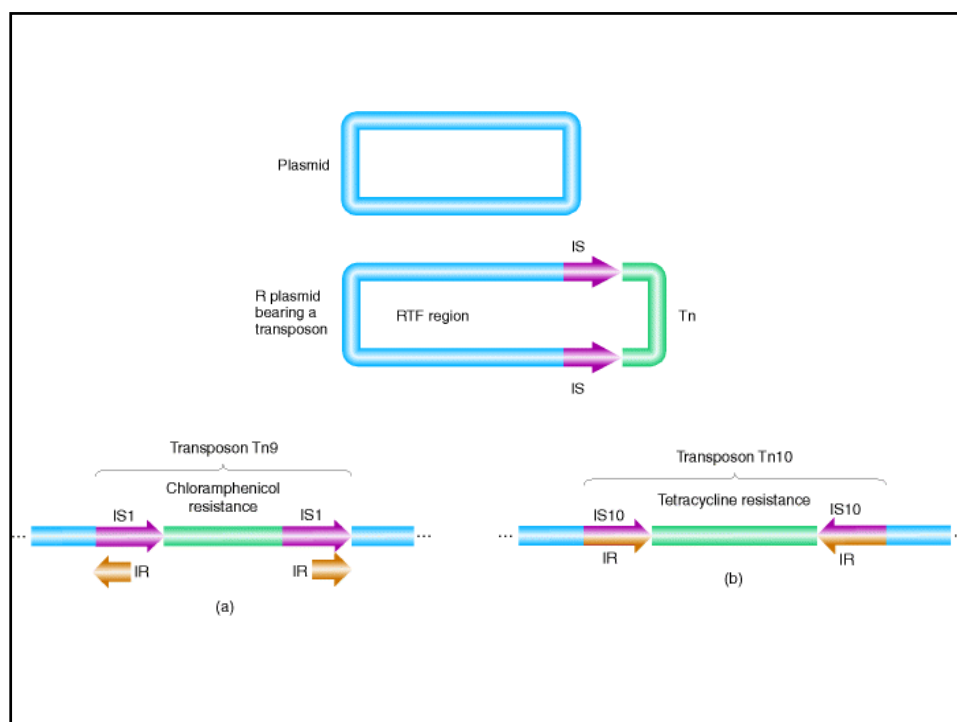 Plasmid
IS
R plasmid
bearing a
transposon
RTF region
Tn
IS
Transposon Tn9
Chloramphenicol
resistance
IS1
IS1
...
...
IR
IR
(a)
Transposon Tn10
Tetracycline resistance
IS10
IS10
...
IR
IR
(b)